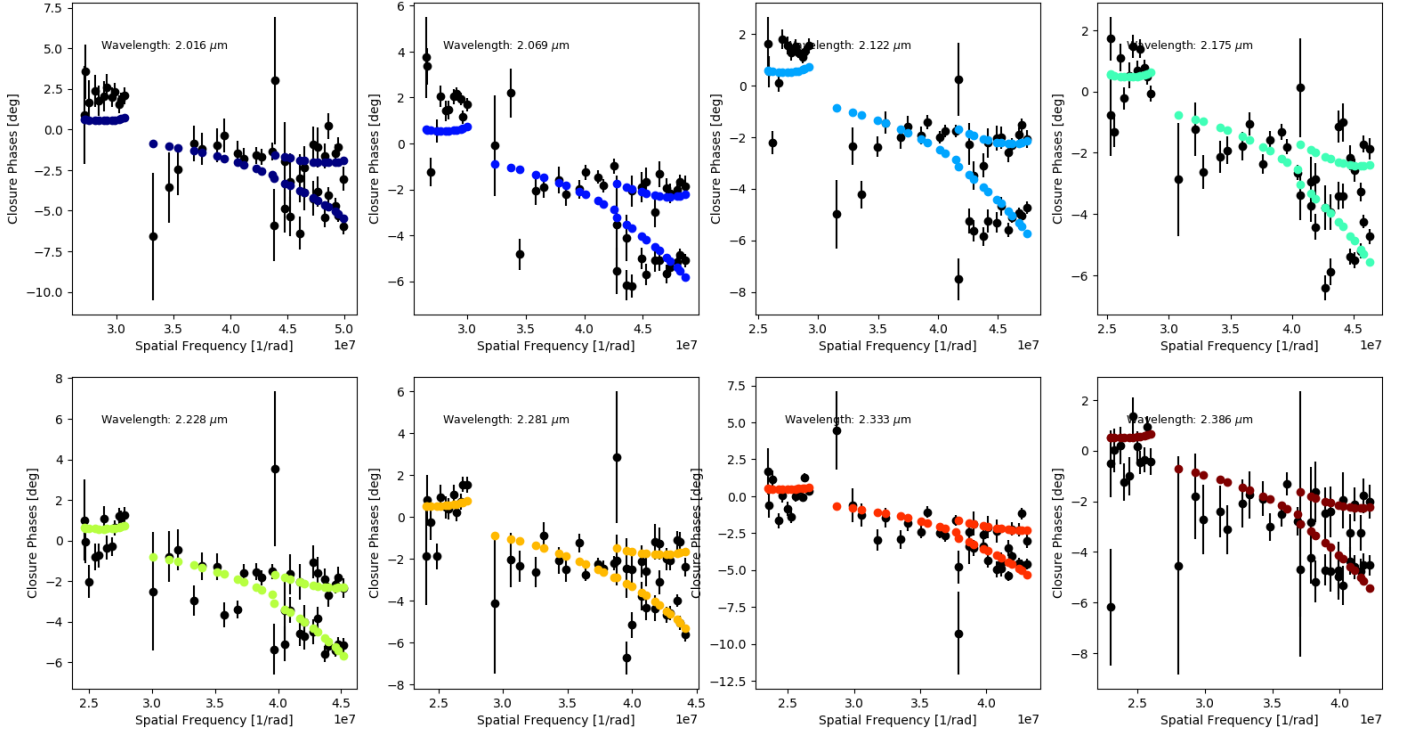 Closure Phases [deg]
7.5
5.0
2.5
0.0
−2.5
−5.0
−7.5
−10.0
Wavelength: 2.016 μm
3.0 3.5 4.0 4.5 5.0
Spatial Frequency [1/rad]
1e7
Closure Phases [deg]
6
4
2
0
−2
−4
−6
Wavelength: 2.069 μm
3.0 3.5 4.0 4.5
Spatial Frequency [1/rad]
1e7
Closure Phases [deg]
2
0
−2
−4
−6
−8
Wavelength: 2.122 μm
2.5 3.0 3.5 4.0 4.5
Spatial Frequency [1/rad]
1e7
Closure Phases [deg]
2
0
−2
−4
−6
Wavelength: 2.175 μm
2.5 3.0 3.5 4.0 4.5
Spatial Frequency [1/rad]
1e7
Closure Phases [deg]
8
6
4
2
0
−2
−4
−6
Wavelength: 2.228 μm
2.5 3.0 3.5 4.0 4.5
Spatial Frequency [1/rad]
1e7
Closure Phases [deg]
6
4
2
0
−2
−4
−6
−8
Wavelength: 2.281 μm
2.5 3.0 3.5 4.0 4.5
Spatial Frequency [1/rad]
1e7
Closure Phases [deg]
7.5
5.0
2.5
0.0
−2.5
−5.0
−7.5
−10.0
−12.5
Wavelength: 2.333 μm
2.5 3.0 3.5 4.0
Spatial Frequency [1/rad]
1e7
Closure Phases [deg]
2
0
−2
−4
−6
−8
Wavelength: 2.386 μm
2.5 3.0 3.5 4.0
Spatial Frequency [1/rad]
1e7